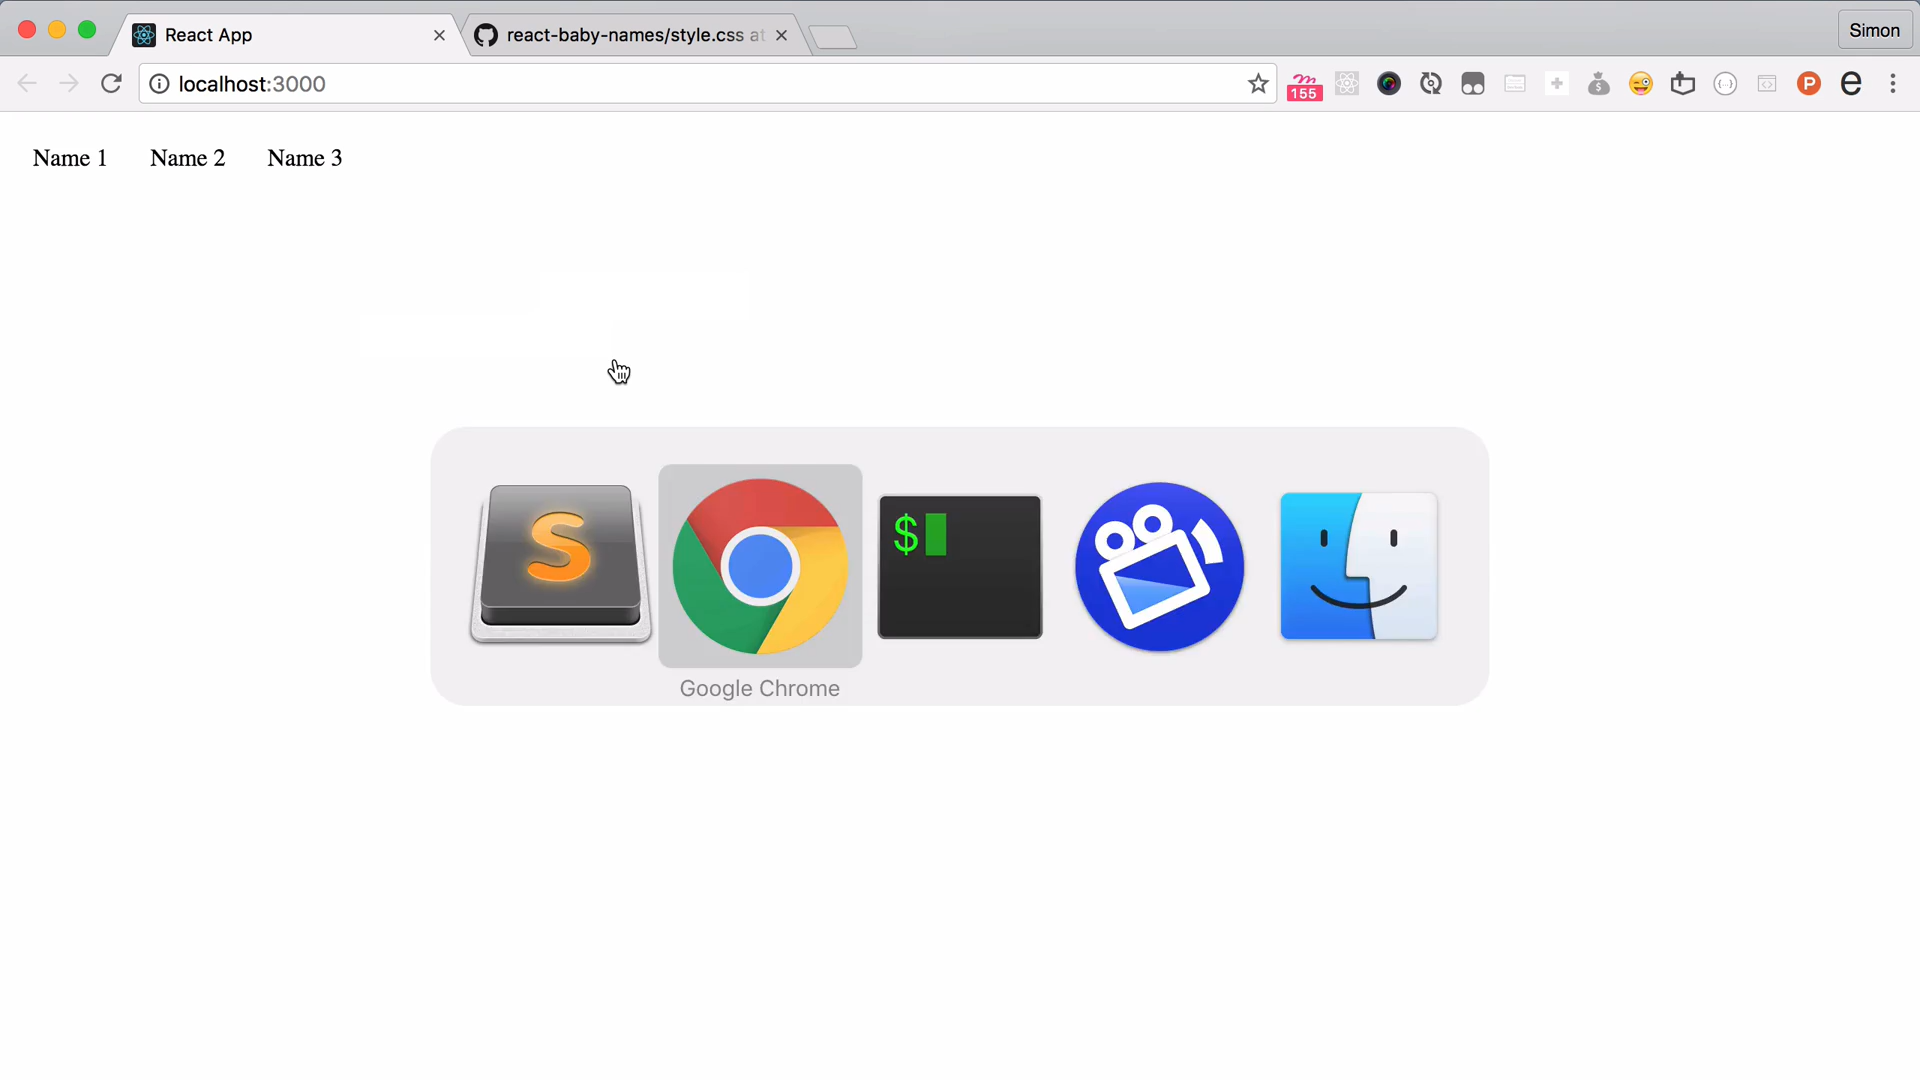 React App
react-baby-names/style.css at
Simon
localhost:3000
155
P
e
Name 1 Name 2 Name 3
S
$
Google Chrome